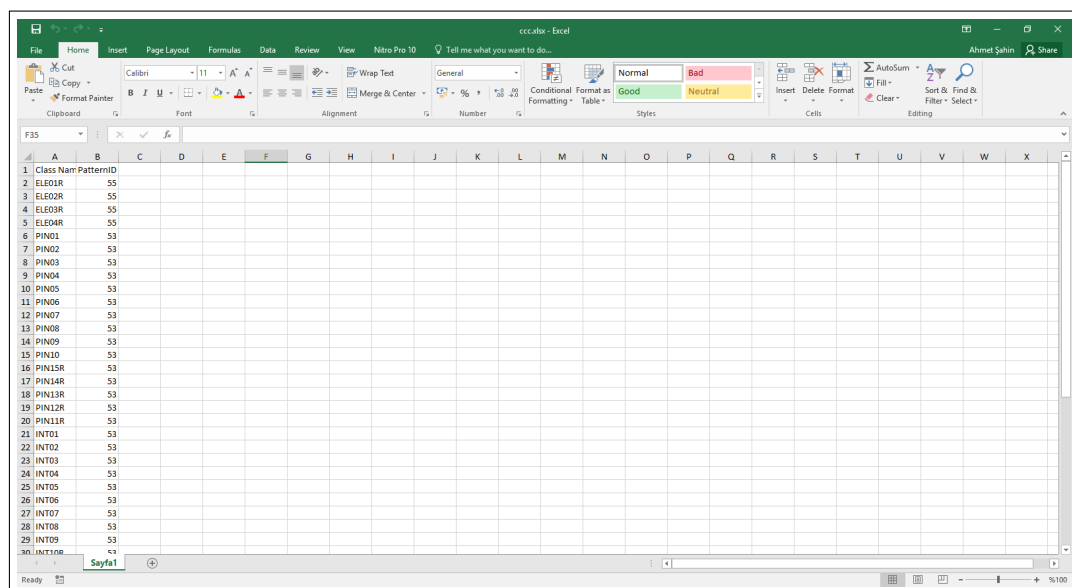 ccc.xlsx - Excel
File Home Insert Page Layout Formulas Data Review View Nitro Pro 10 Tell me what you want to do... Ahmet Şahin Share
Cut
Copy
Format Painter
Paste
Calibri 11
B I U
Wrap Text
Merge & Center
General
% ,
Conditional Formatting
Format as Table
Normal Bad
Good Neutral
Insert Delete Format
AutoSum
Fill
Clear
Sort & Filter
Find & Select
Clipboard Font Alignment Number Styles Cells Editing
F35 fx
A B C D E F G H I J K L M N O P Q R S T U V W X
1 Class Nam PatternID
2 ELE01R 55
3 ELE02R 55
4 ELE03R 55
5 ELE04R 55
6 PIN01 53
7 PIN02 53
8 PIN03 53
9 PIN04 53
10 PIN05 53
11 PIN06 53
12 PIN07 53
13 PIN08 53
14 PIN09 53
15 PIN10 53
16 PIN15R 53
17 PIN14R 53
18 PIN13R 53
19 PIN12R 53
20 PIN11R 53
21 INT01 53
22 INT02 53
23 INT03 53
24 INT04 53
25 INT05 53
26 INT06 53
27 INT07 53
28 INT08 53
29 INT09 53
30 INT10R 53
Sayfa1
Ready %100